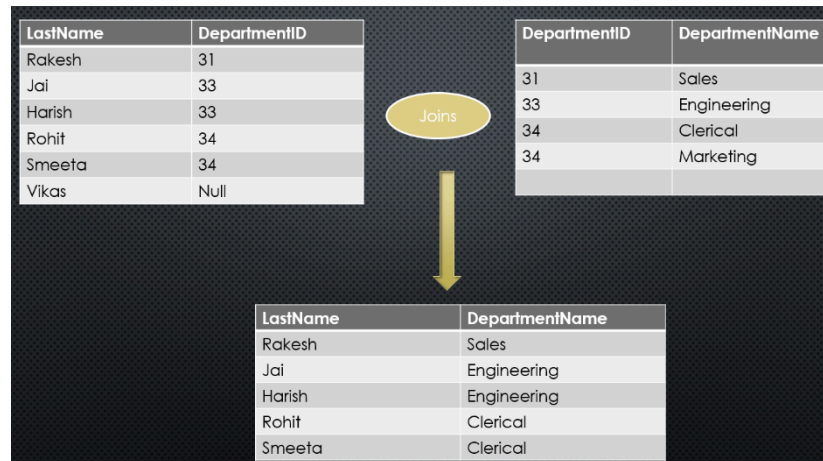 LastName DepartmentID
Rakesh 31
Jai 33
Harish 33
Rohit 34
Smeeta 34
Vikas Null
Joins
DepartmentID DepartmentName
31 Sales
33 Engineering
34 Clerical
34 Marketing
LastName DepartmentName
Rakesh Sales
Jai Engineering
Harish Engineering
Rohit Clerical
Smeeta Clerical